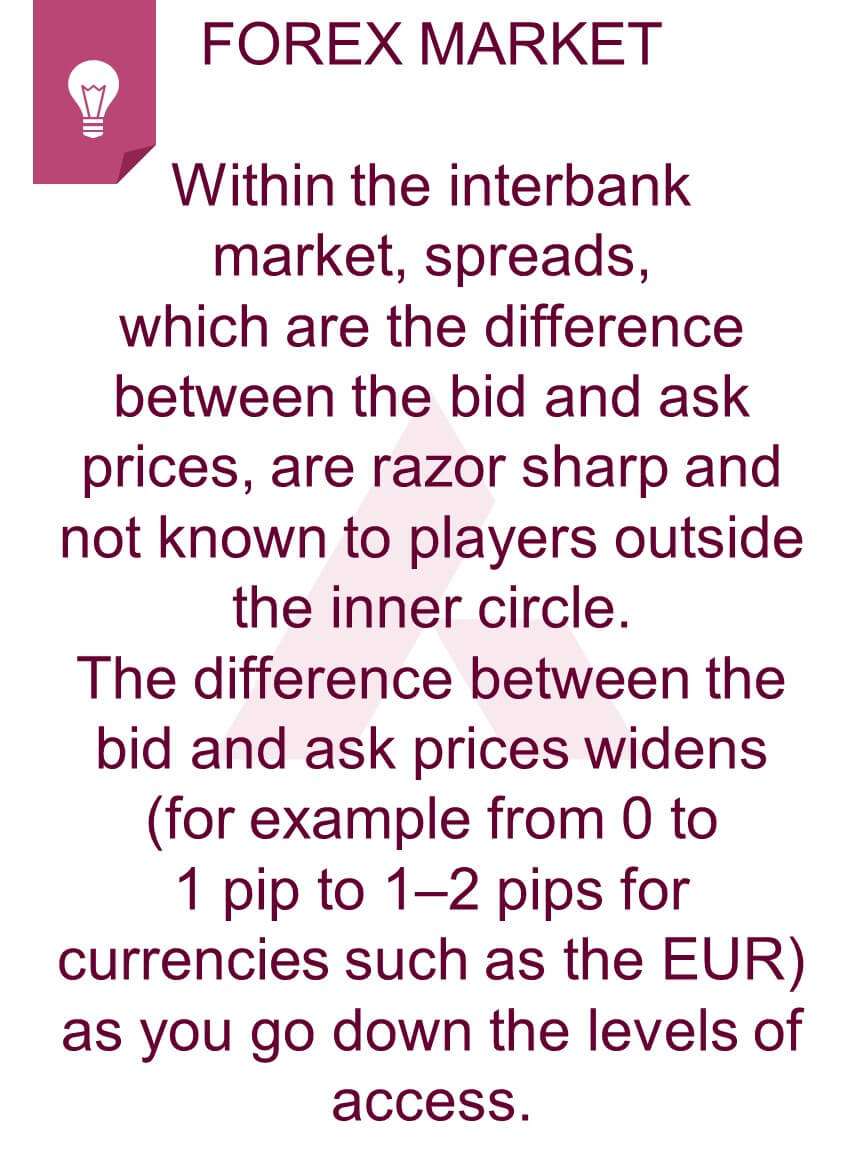 FOREX MARKET
Within the interbank
market, spreads,
which are the difference
between the bid and ask
prices, are razor sharp and
not known to players outside
the inner circle.
The difference between the
bid and ask prices widens
(for example from 0 to
1 pip to 1–2 pips for
currencies such as the EUR)
as you go down the levels of
access.